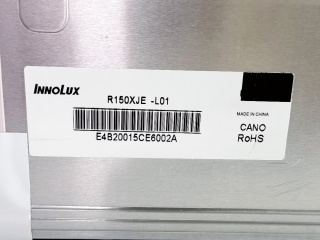 INNOLUX
R150XJE -L01
E4B20015CE6002A
MADE IN CHINA
CANO
RoHS